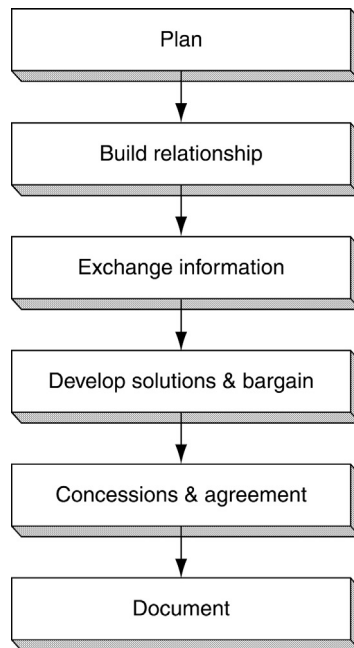 Plan
Build relationship
Exchange information
Develop solutions & bargain
Concessions & agreement
Document